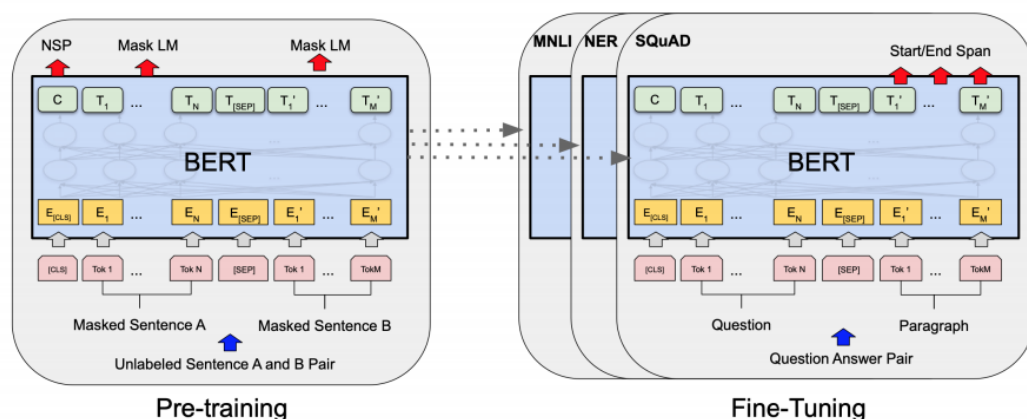 NSP Mask LM Mask LM
C T1 ... TN T[SEP] T1' ... TM'
BERT
E[CLS] E1 ... EN E[SEP] E1' ... EM'
[CLS] Tok 1 ... Tok N [SEP] Tok 1 ... TokM
Masked Sentence A Masked Sentence B
Unlabeled Sentence A and B Pair
Pre-training
MNLI NER SQuAD
Start/End Span
C T1 ... TN T[SEP] T1' ... TM'
BERT
E[CLS] E1 ... EN E[SEP] E1' ... EM'
[CLS] Tok 1 ... Tok N [SEP] Tok 1 ... TokM
Question Paragraph
Question Answer Pair
Fine-Tuning